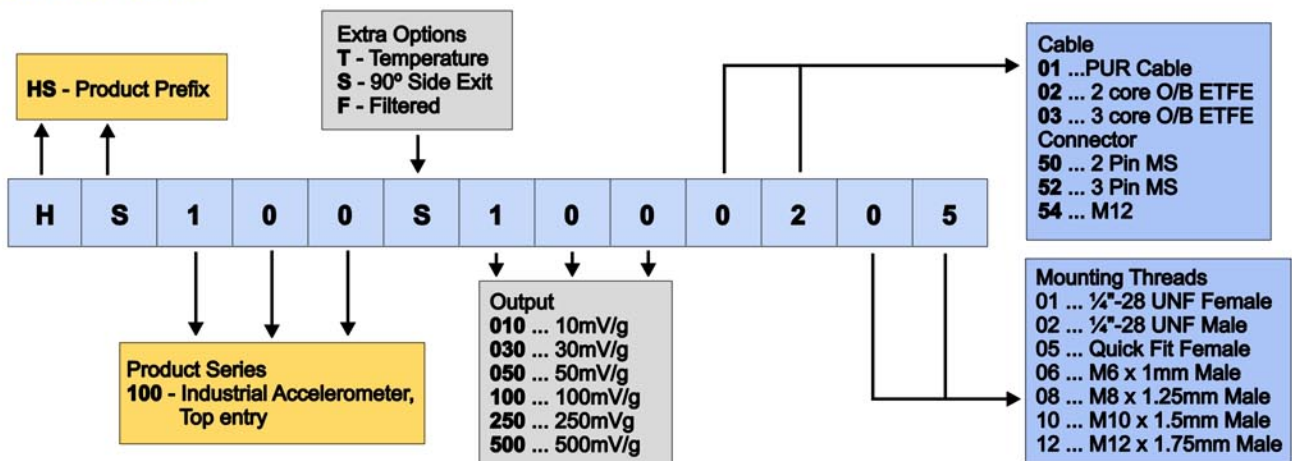 Extra Options
T - Temperature
S - 90º Side Exit
F - Filtered
HS - Product Prefix
Cable
01 ...PUR Cable
02 ... 2 core O/B ETFE
03 ... 3 core O/B ETFE
Connector
50 ... 2 Pin MS
52 ... 3 Pin MS
54 ... M12
H S 1 0 0 S 1 0 0 0 2 0 5
Product Series
100 - Industrial Accelerometer,
Top entry
Output
010 ... 10mV/g
030 ... 30mV/g
050 ... 50mV/g
100 ... 100mV/g
250 ... 250mVg
500 ... 500mV/g
Mounting Threads
01 ... ¼"-28 UNF Female
02 ... ¼"-28 UNF Male
05 ... Quick Fit Female
06 ... M6 x 1mm Male
08 ... M8 x 1.25mm Male
10 ... M10 x 1.5mm Male
12 ... M12 x 1.75mm Male